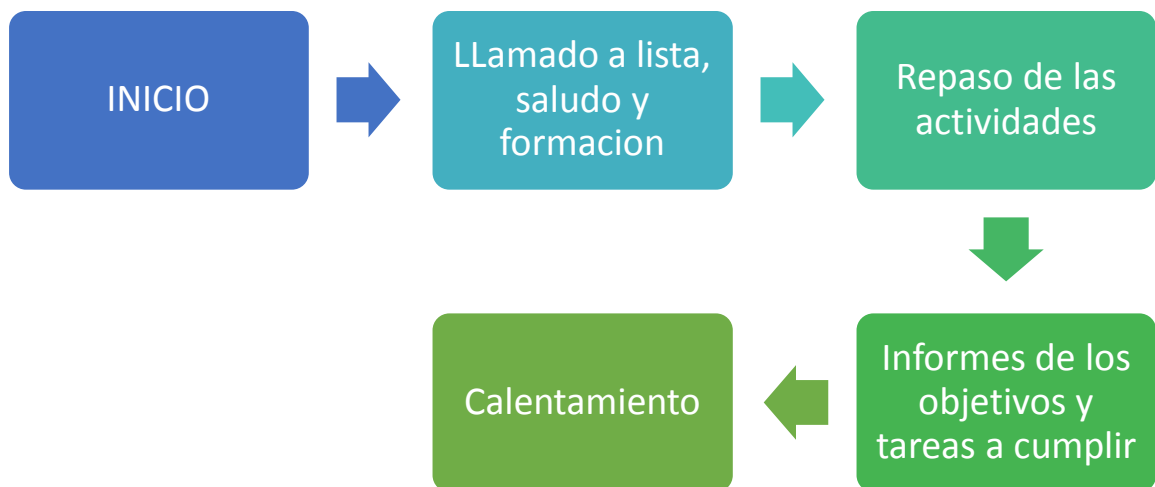 INICIO
LLamado a lista,
saludo y
formacion
Repaso de las
actividades
Informes de los
objetivos y
tareas a cumplir
Calentamiento